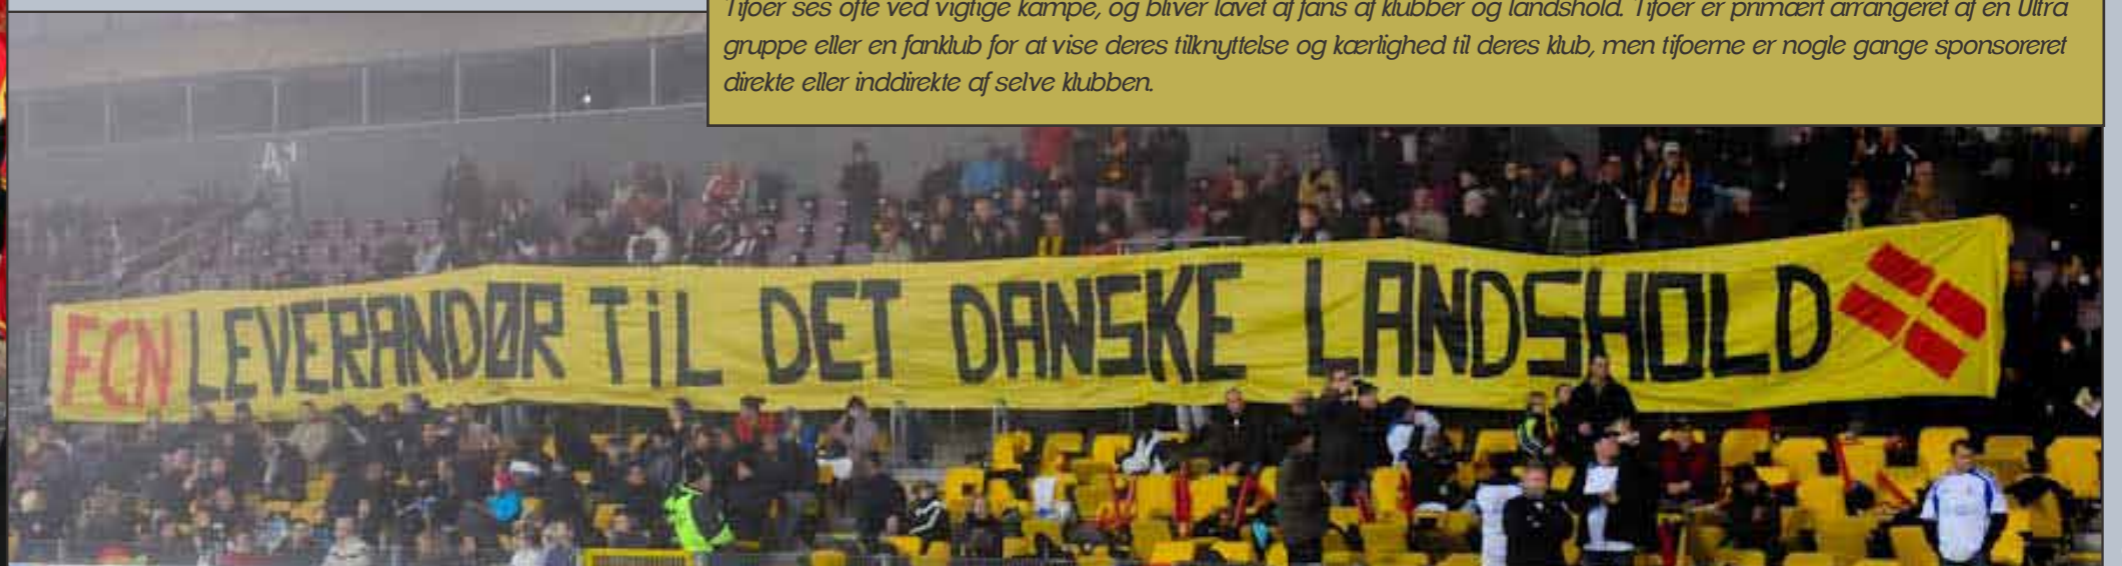 Tifoer ses ofte ved vigtige kampe, og bliver lavet af fans af klubber og landshold. Tifoer er primært arrangeret af en Ultra
gruppe eller en fanklub for at vise deres tilknyttelse og kærlighed til deres klub, men tifoerne er nogle gange sponsoreret
direkte eller inddirekte af selve klubben.
A1
FCN LEVERANDØR TiL DET DANSKE LANDSHOLD